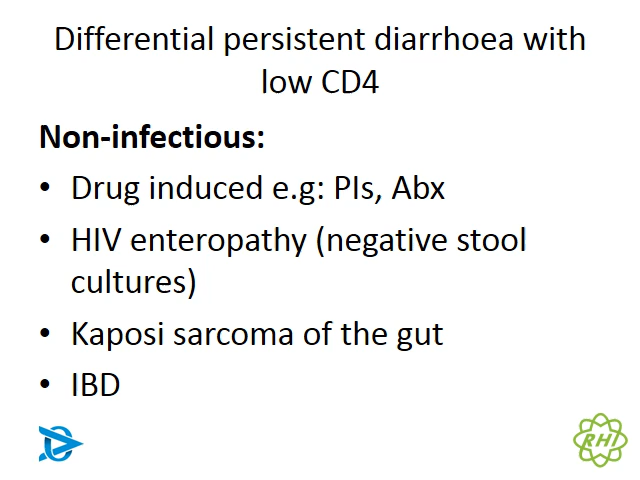 Differential persistent diarrhoea with
low CD4
Non-infectious:
• Drug induced e.g: PIs, Abx
• HIV enteropathy (negative stool
cultures)
• Kaposi sarcoma of the gut
• IBD
RHI